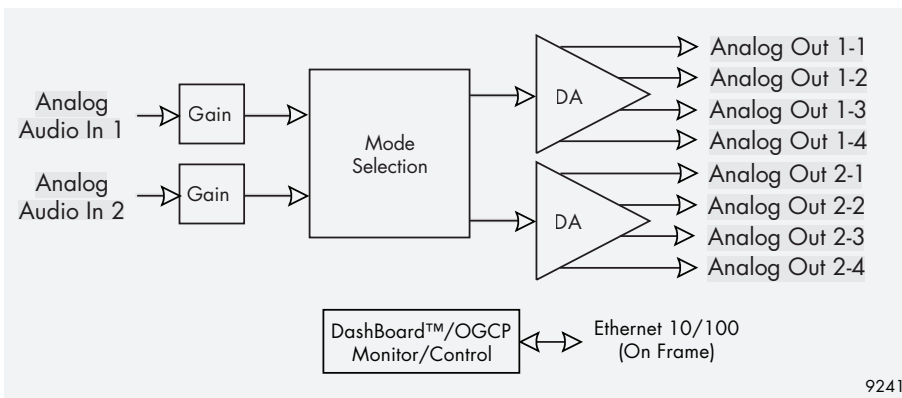 Analog
Audio In 1
Gain
Analog
Audio In 2
Gain
Mode
Selection
DA
Analog Out 1-1
Analog Out 1-2
Analog Out 1-3
Analog Out 1-4
DA
Analog Out 2-1
Analog Out 2-2
Analog Out 2-3
Analog Out 2-4
DashBoard™/OGCP
Monitor/Control
Ethernet 10/100
(On Frame)
9241